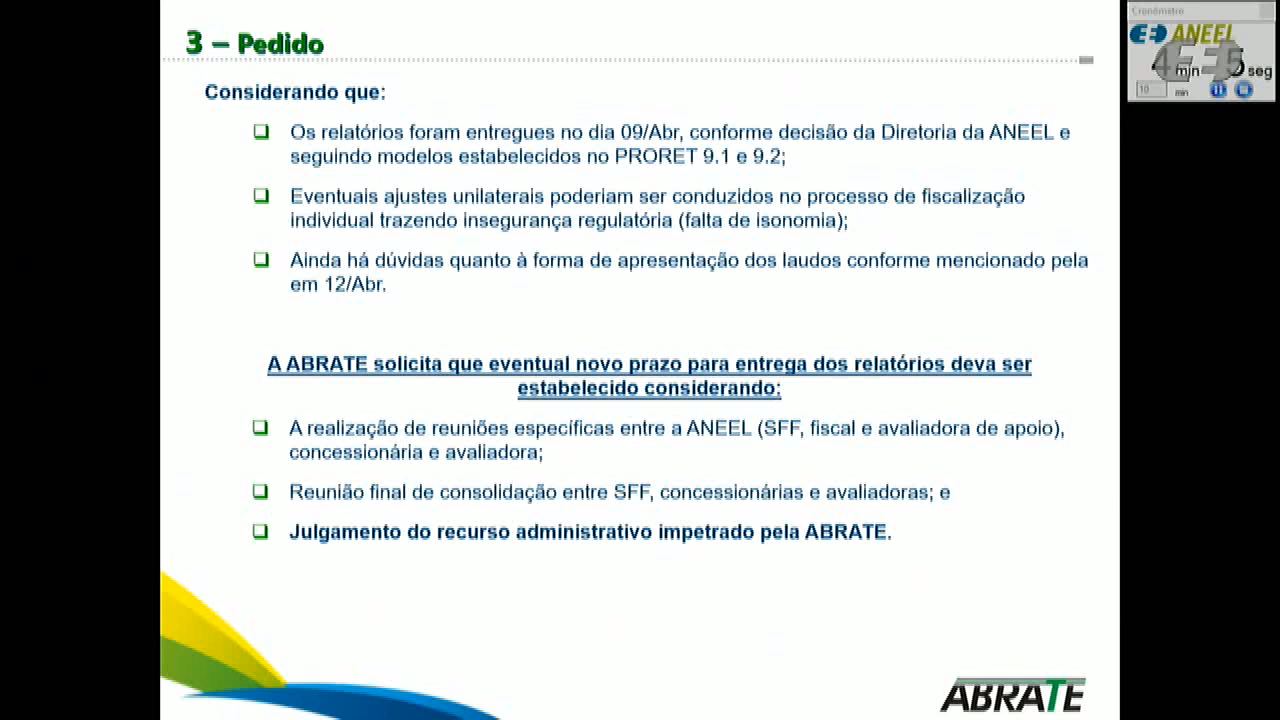 3 – Pedido
Considerando que:
Os relatórios foram entregues no dia 09/Abr, conforme decisão da Diretoria da ANEEL e
seguindo modelos estabelecidos no PRORET 9.1 e 9.2;
Eventuais ajustes unilaterais poderiam ser conduzidos no processo de fiscalização
individual trazendo insegurança regulatória (falta de isonomia);
Ainda há dúvidas quanto à forma de apresentação dos laudos conforme mencionado pela
em 12/Abr.
A ABRATE solicita que eventual novo prazo para entrega dos relatórios deva ser
estabelecido considerando:
A realização de reuniões específicas entre a ANEEL (SFF, fiscal e avaliadora de apoio),
concessionária e avaliadora;
Reunião final de consolidação entre SFF, concessionárias e avaliadoras; e
Julgamento do recurso administrativo impetrado pela ABRATE.
ABRATE
Cronômetro
ANEEL
4 min seg
10 min